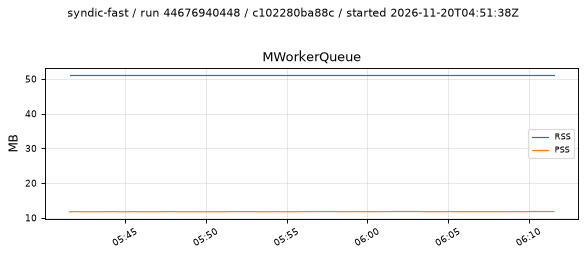 syndic-fast / run 44676940448 / c102280ba88c / started 2026-11-20T04:51:38Z
MWorkerQueue
MB
50
40
30
20
10
RSS
PSS
05:45
05:50
05:55
06:00
06:05
06:10